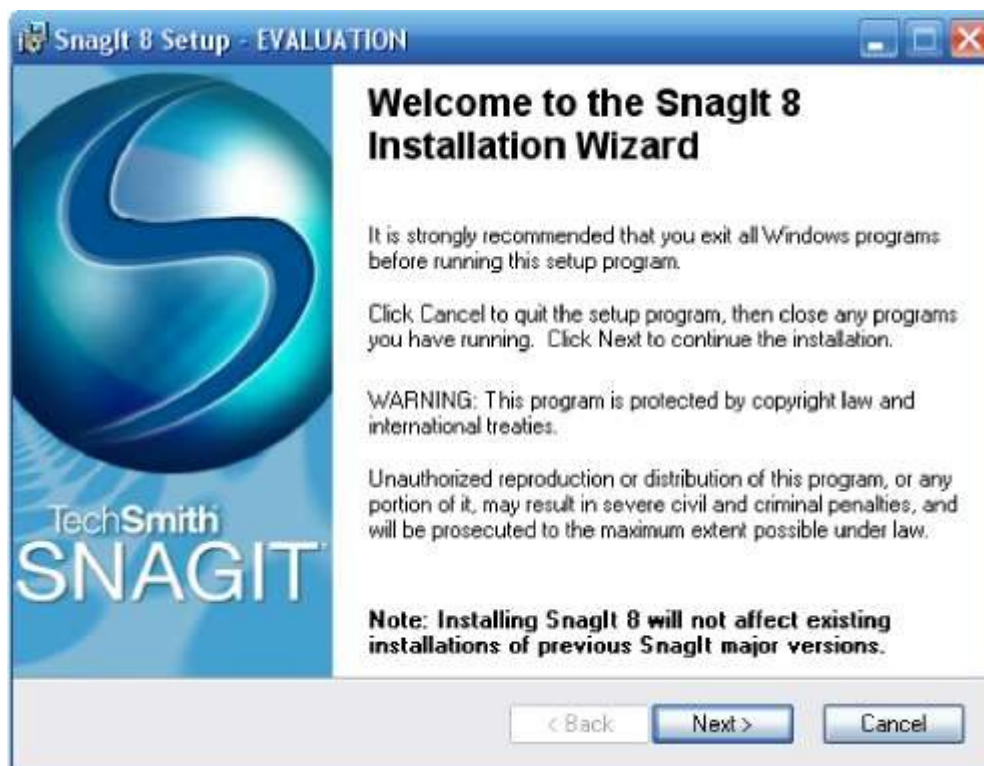 SnagIt 8 Setup - EVALUATION
Welcome to the SnagIt 8
Installation Wizard
It is strongly recommended that you exit all Windows programs
before running this setup program.
Click Cancel to quit the setup program, then close any programs
you have running. Click Next to continue the installation.
WARNING: This program is protected by copyright law and
international treaties.
Unauthorized reproduction or distribution of this program, or any
portion of it, may result in severe civil and criminal penalties, and
will be prosecuted to the maximum extent possible under law.
TechSmith
SNAGIT
Note: Installing SnagIt 8 will not affect existing
installations of previous SnagIt major versions.
< Back
Next >
Cancel